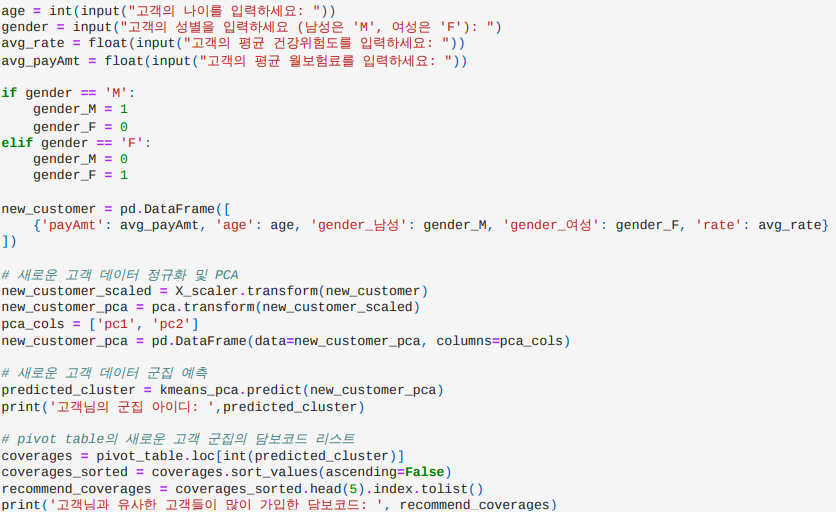 age = int(input("고객의 나이를 입력하세요: "))
gender = input("고객의 성별을 입력하세요 (남성은 'M', 여성은 'F'): ")
avg_rate = float(input("고객의 평균 건강위험도를 입력하세요: "))
avg_payAmt = float(input("고객의 평균 월보험료를 입력하세요: "))
if gender == 'M':
    gender_M = 1
    gender_F = 0
elif gender == 'F':
    gender_M = 0
    gender_F = 1
new_customer = pd.DataFrame([
    {'payAmt': avg_payAmt, 'age': age, 'gender_남성': gender_M, 'gender_여성': gender_F, 'rate': avg_rate}
])
# 새로운 고객 데이터 정규화 및 PCA
new_customer_scaled = X_scaler.transform(new_customer)
new_customer_pca = pca.transform(new_customer_scaled)
pca_cols = ['pc1', 'pc2']
new_customer_pca = pd.DataFrame(data=new_customer_pca, columns=pca_cols)
# 새로운 고객 데이터 군집 예측
predicted_cluster = kmeans_pca.predict(new_customer_pca)
print('고객님의 군집 아이디: ',predicted_cluster)
# pivot table의 새로운 고객 군집의 담보코드 리스트
coverages = pivot_table.loc[int(predicted_cluster)]
coverages_sorted = coverages.sort_values(ascending=False)
recommend_coverages = coverages_sorted.head(5).index.tolist()
print('고객님과 유사한 고객들이 많이 가입한 담보코드: ', recommend_coverages)